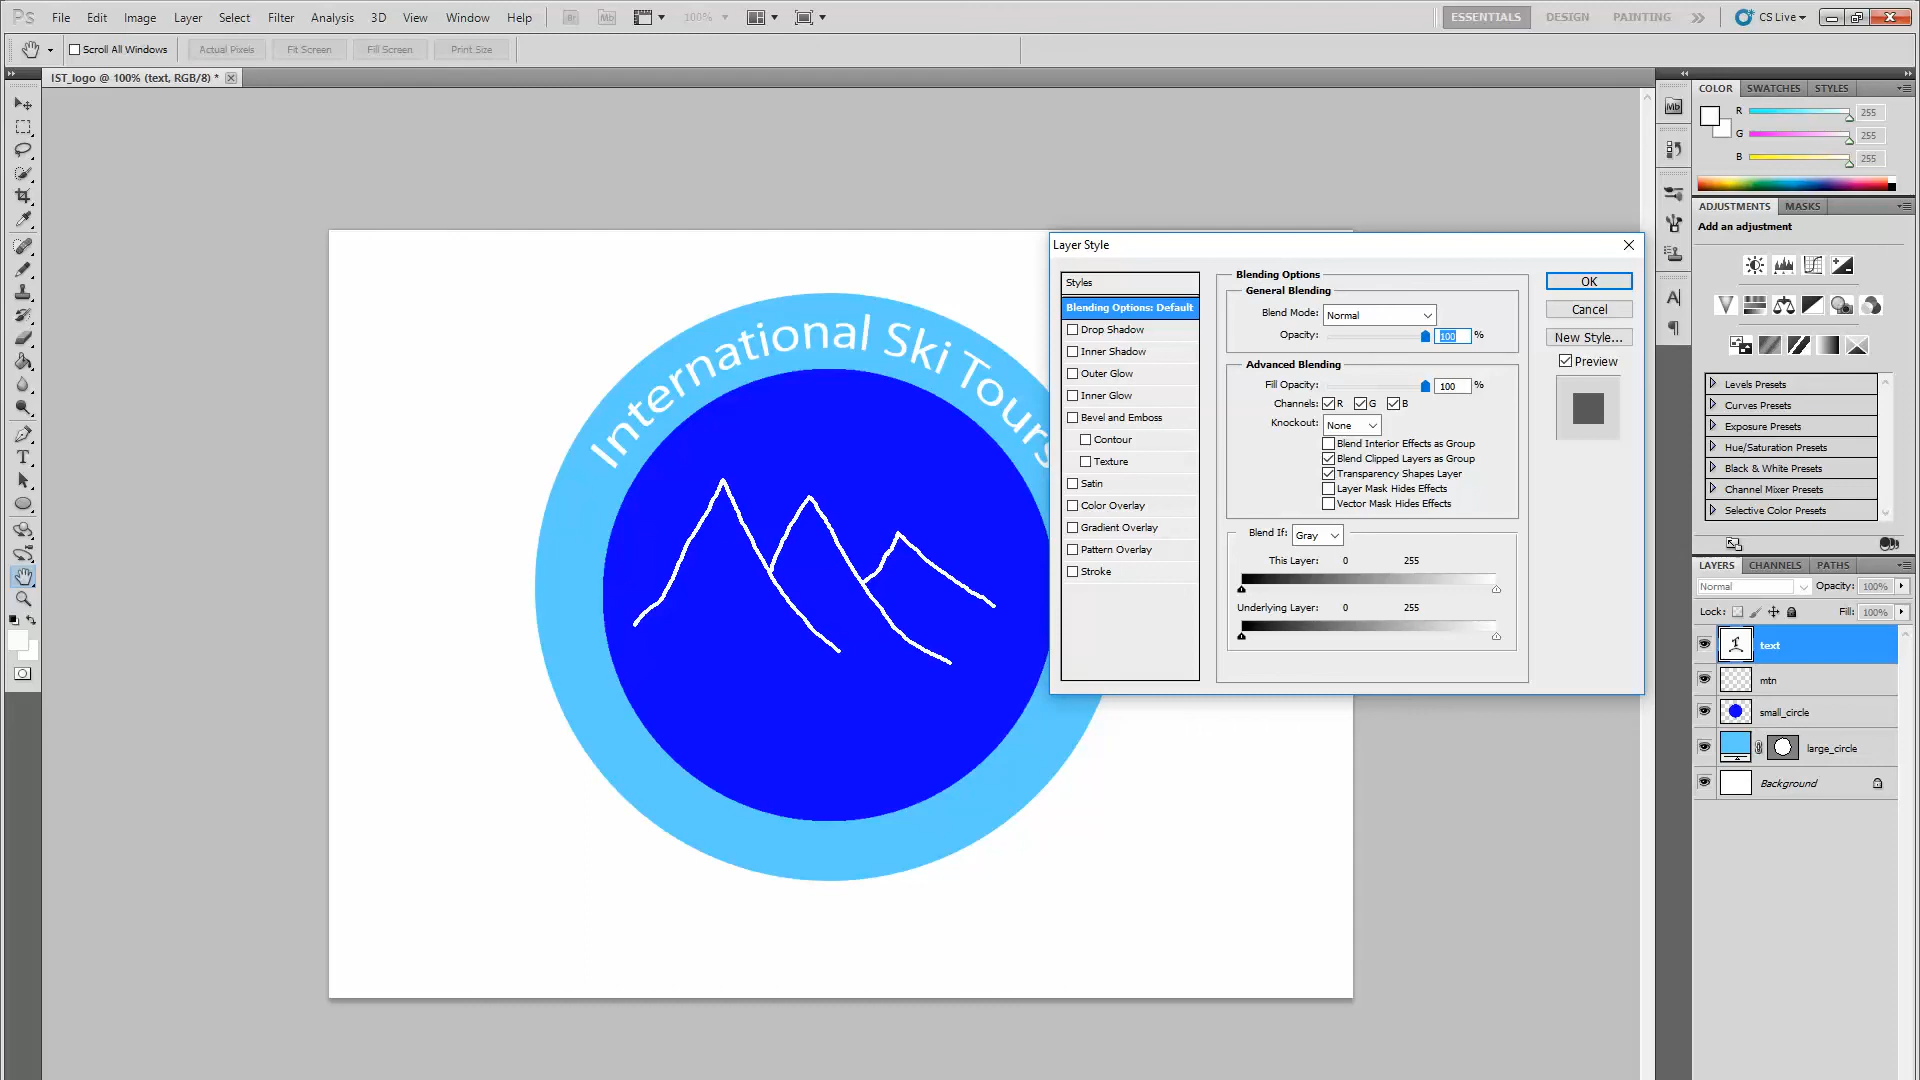 Ps File Edit Image Layer Select Filter Analysis 3D View Window Help Br Mb 100% ESSENTIALS DESIGN PAINTING CS Live
Scroll All Windows Actual Pixels Fit Screen Fill Screen Print Size
IST_logo @ 100% (text, RGB/8) *
International Ski Tours
Layer Style
Styles
Blending Options: Default
Drop Shadow
Inner Shadow
Outer Glow
Inner Glow
Bevel and Emboss
Contour
Texture
Satin
Color Overlay
Gradient Overlay
Pattern Overlay
Stroke
Blending Options
General Blending
Blend Mode: Normal
Opacity: 100 %
Advanced Blending
Fill Opacity: 100 %
Channels: R G B
Knockout: None
Blend Interior Effects as Group
Blend Clipped Layers as Group
Transparency Shapes Layer
Layer Mask Hides Effects
Vector Mask Hides Effects
Blend If: Gray
This Layer: 0 255
Underlying Layer: 0 255
OK
Cancel
New Style...
Preview
Mb
COLOR SWATCHES STYLES
R 255
G 255
B 255
ADJUSTMENTS MASKS
Add an adjustment
Levels Presets
Curves Presets
Exposure Presets
Hue/Saturation Presets
Black & White Presets
Channel Mixer Presets
Selective Color Presets
LAYERS CHANNELS PATHS
Normal Opacity: 100%
Lock: Fill: 100%
text
mtn
small_circle
large_circle
Background